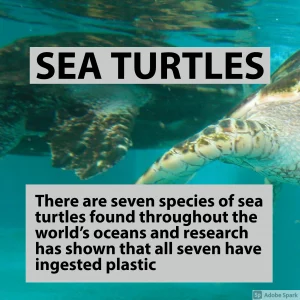 SEA TURTLES
There are seven species of sea
turtles found throughout the
world's oceans and research
has shown that all seven have
ingested plastic
Sp Adobe Spark